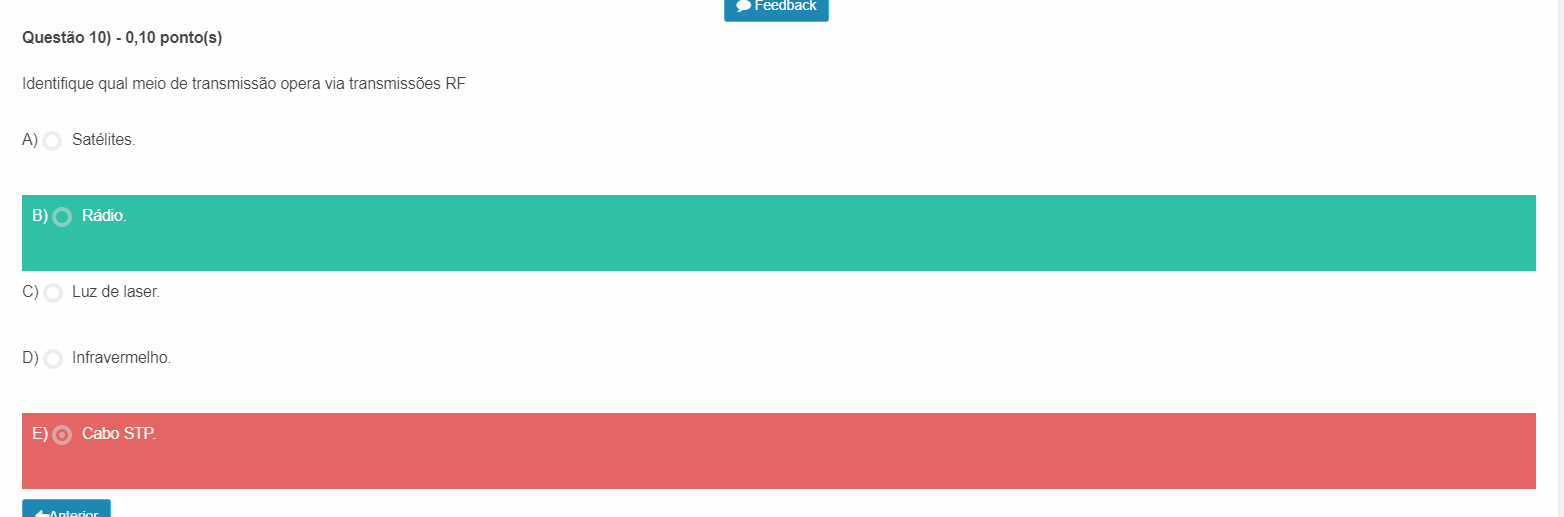 Feedback
Questão 10) - 0,10 ponto(s)
Identifique qual meio de transmissão opera via transmissões RF
A) Satélites.
B) Rádio.
C) Luz de laser.
D) Infravermelho.
E) Cabo STP.
Anterior